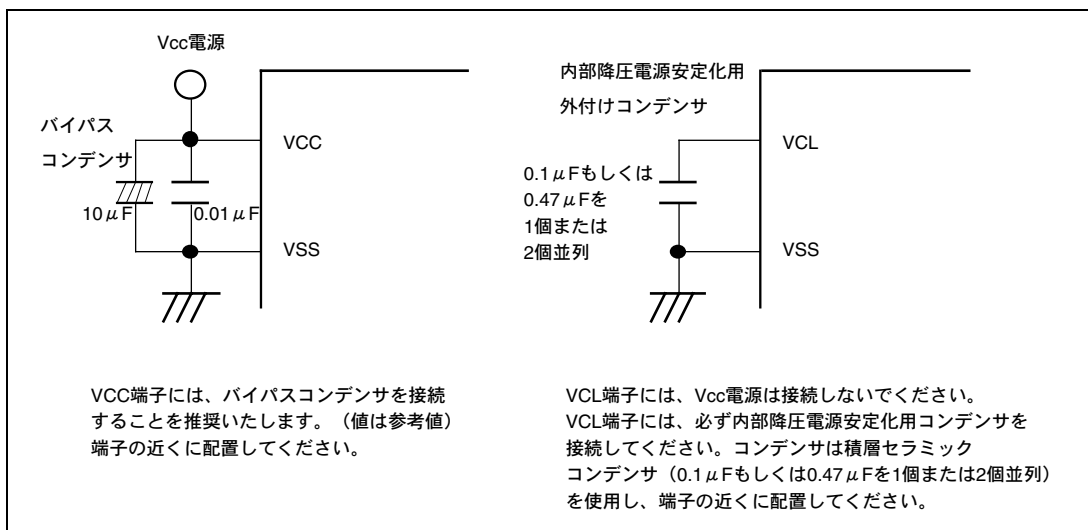 Vcc電源
バイパス
コンデンサ
VCC
10μF
0.01μF
VSS
VCC端子には、バイパスコンデンサを接続
することを推奨いたします。（値は参考値）
端子の近くに配置してください。
内部降圧電源安定化用
外付けコンデンサ
VCL
0.1μFもしくは
0.47μFを
1個または
2個並列
VSS
VCL端子には、Vcc電源は接続しないでください。
VCL端子には、必ず内部降圧電源安定化用コンデンサを
接続してください。コンデンサは積層セラミック
コンデンサ（0.1μFもしくは0.47μFを1個または2個並列）
を使用し、端子の近くに配置してください。